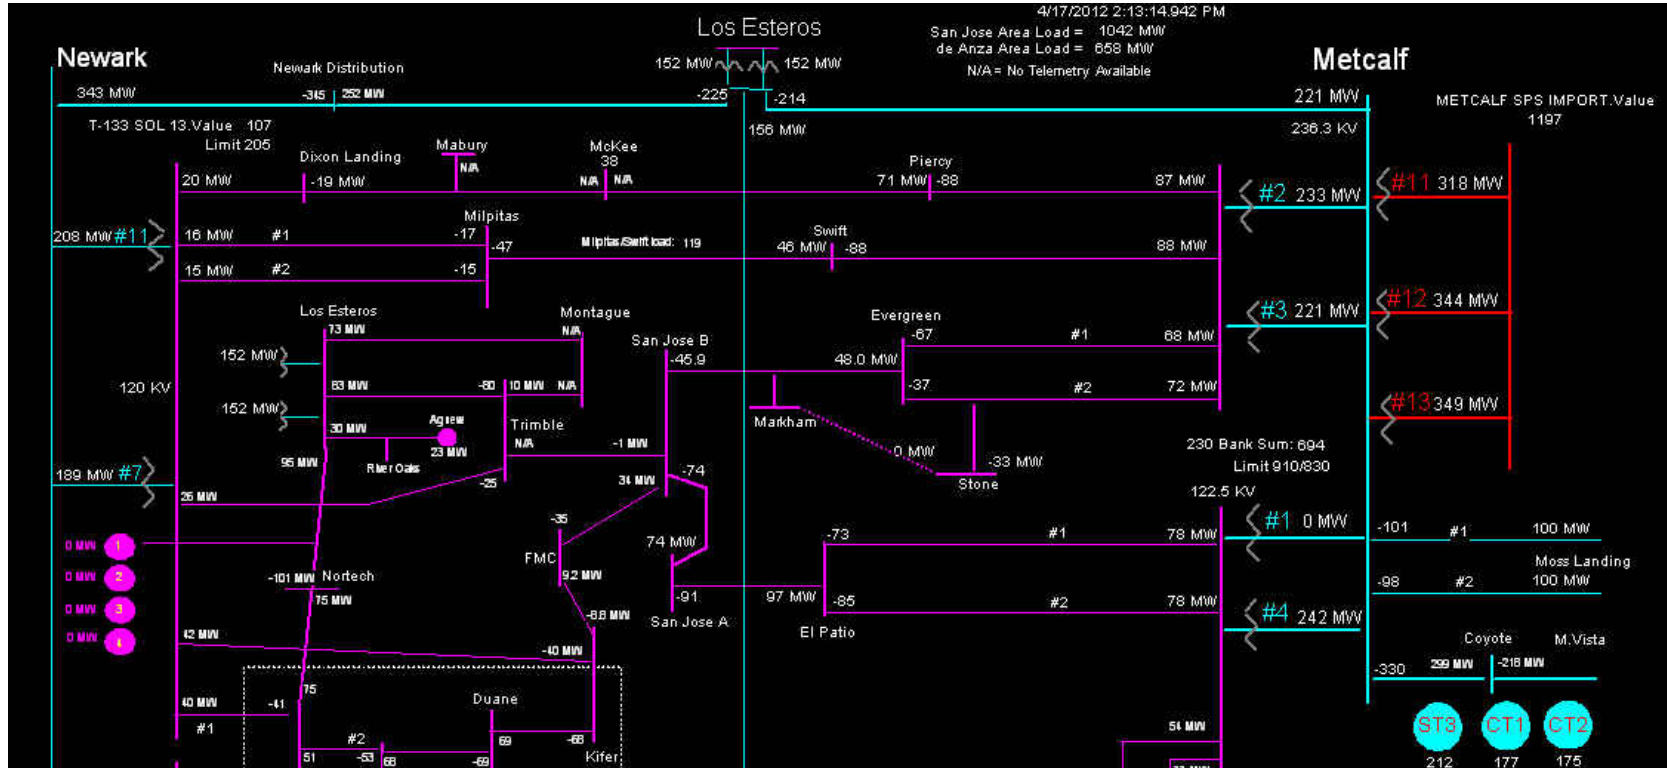 4/17/2012 2:13:14.942 PM
Los Esteros
San Jose Area Load = 1042 MW
de Anza Area Load = 658 MW
N/A = No Telemetry Available
Newark
Metcalf
Newark Distribution
152 MW
152 MW
343 MW
-345
252 MW
-225
-214
221 MW
METCALF SPS IMPORT.Value
1197
T-133 SOL 13.Value 107
Limit 205
156 MW
236.3 KV
Dixon Landing
Mabury
N/A
McKee
38
N/A
N/A
Piercy
20 MW
-19 MW
71 MW
-88
87 MW
#2
233 MW
#11
318 MW
Milpitas
208 MW
#11
16 MW
#1
-17
-47
Milpitas/Swift load: 119
Swift
46 MW
-88
88 MW
15 MW
#2
-15
Los Esteros
73 MW
Montague
N/A
San Jose B
-45.9
Evergreen
-67
#1
68 MW
#3
221 MW
#12
344 MW
152 MW
48.0 MW
120 KV
83 MW
-80
10 MW
N/A
-37
#2
72 MW
#13
349 MW
152 MW
30 MW
Agnew
23 MW
River Oaks
Trimble
N/A
-1 MW
Markham
0 MW
-33 MW
Stone
230 Bank Sum: 694
Limit 910/830
95 MW
189 MW
#7
26 MW
-25
34 MW
-74
122.5 KV
-35
FMC
9.2 MW
74 MW
-73
#1
78 MW
#1
0 MW
-101
#1
100 MW
0 MW
1
0 MW
2
0 MW
3
0 MW
4
-101 MW
Nortech
75 MW
-91
San Jose A
97 MW
-85
El Patio
#2
78 MW
Moss Landing
-98
#2
100 MW
-8.8 MW
#4
242 MW
42 MW
-40 MW
Coyote
M.Vista
-330
299 MW
-218 MW
40 MW
#1
-41
75
Duane
ST3
CT1
CT2
212
177
175
#2
51
-53
68
69
-69
-68
Kifer
54 MW